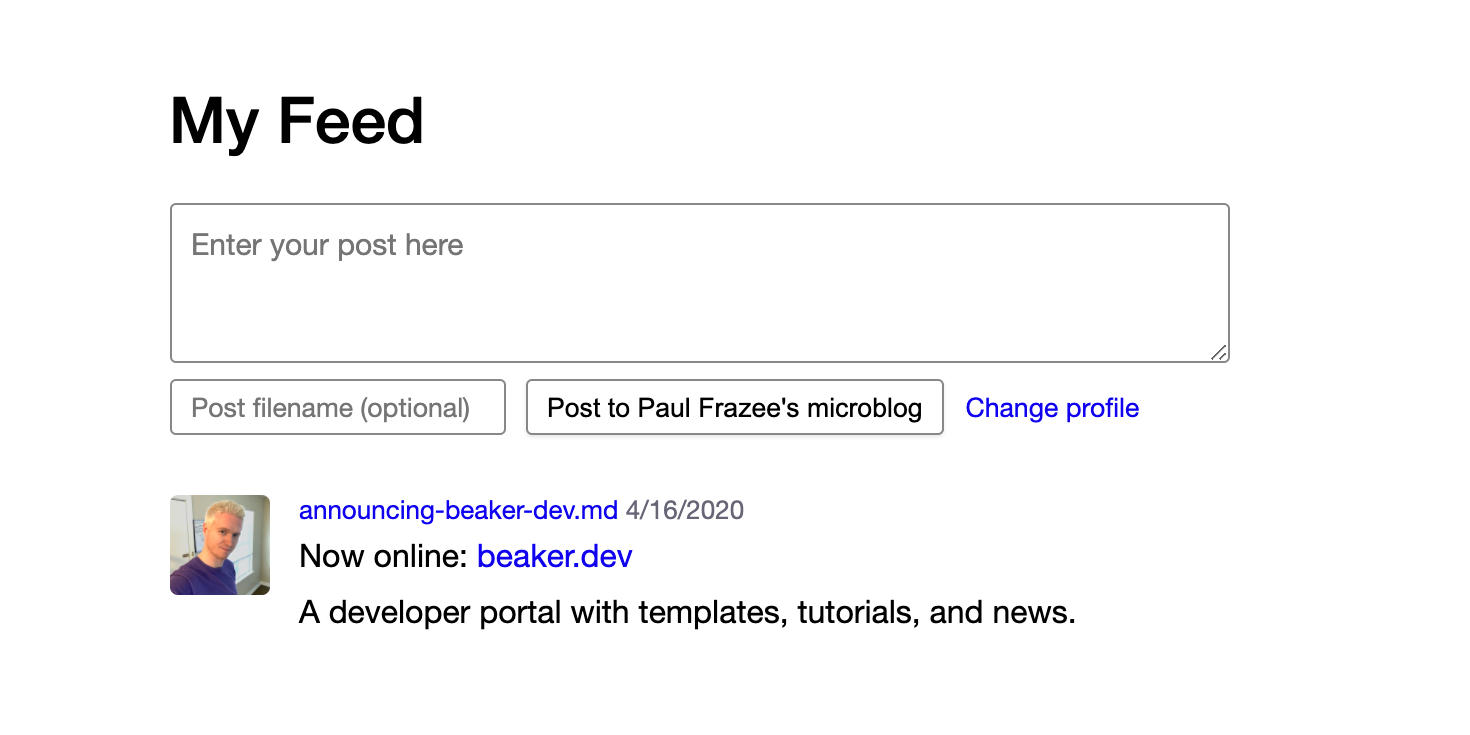 My Feed
Enter your post here
Post filename (optional) Post to Paul Frazee's microblog Change profile
announcing-beaker-dev.md 4/16/2020
Now online: beaker.dev
A developer portal with templates, tutorials, and news.